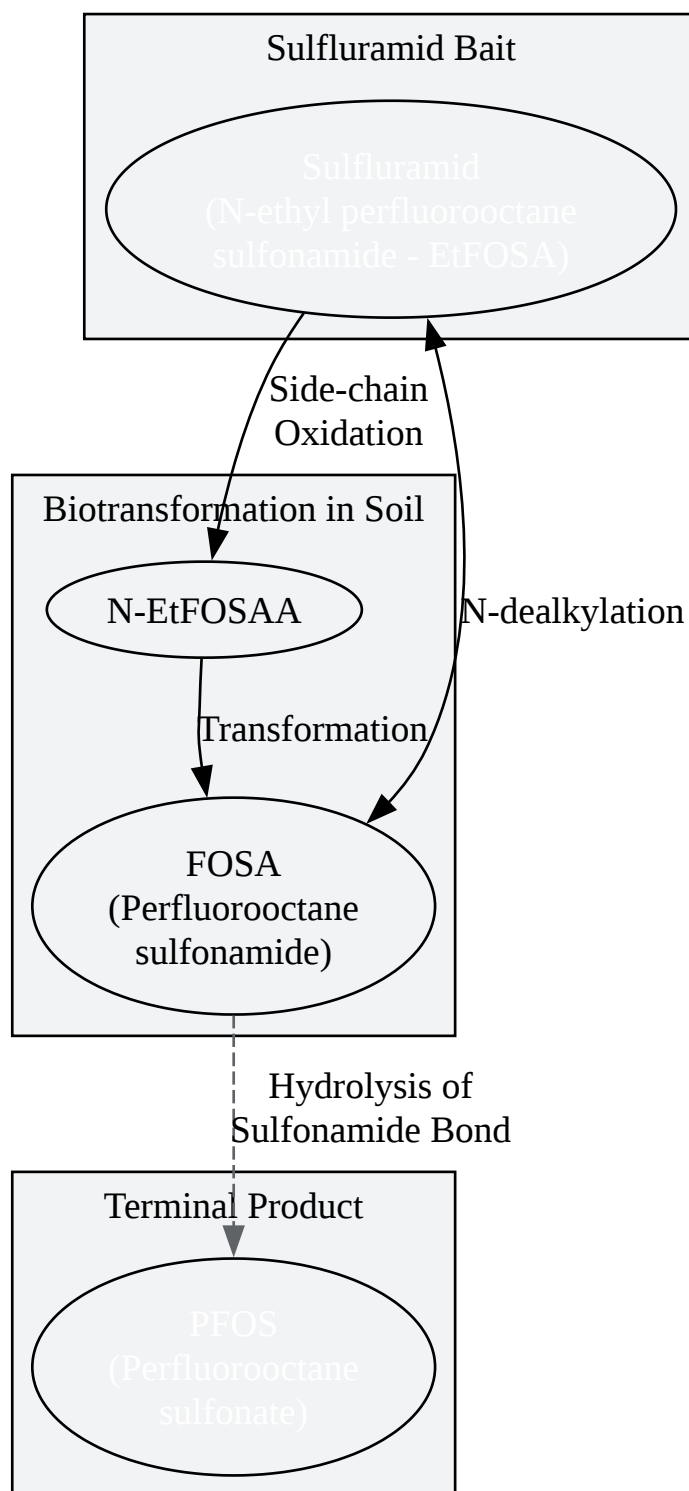 Sulfluramid Bait
Sulfluramid
(N-ethyl perfluorooctane
sulfonamide - EtFOSA)
Side-chain
Oxidation
Biotransformation in Soil
N-EtFOSAA
N-dealkylation
Transformation
FOSA
(Perfluorooctane
sulfonamide)
Hydrolysis of
Sulfonamide Bond
Terminal Product
PFOS
(Perfluorooctane
sulfonate)